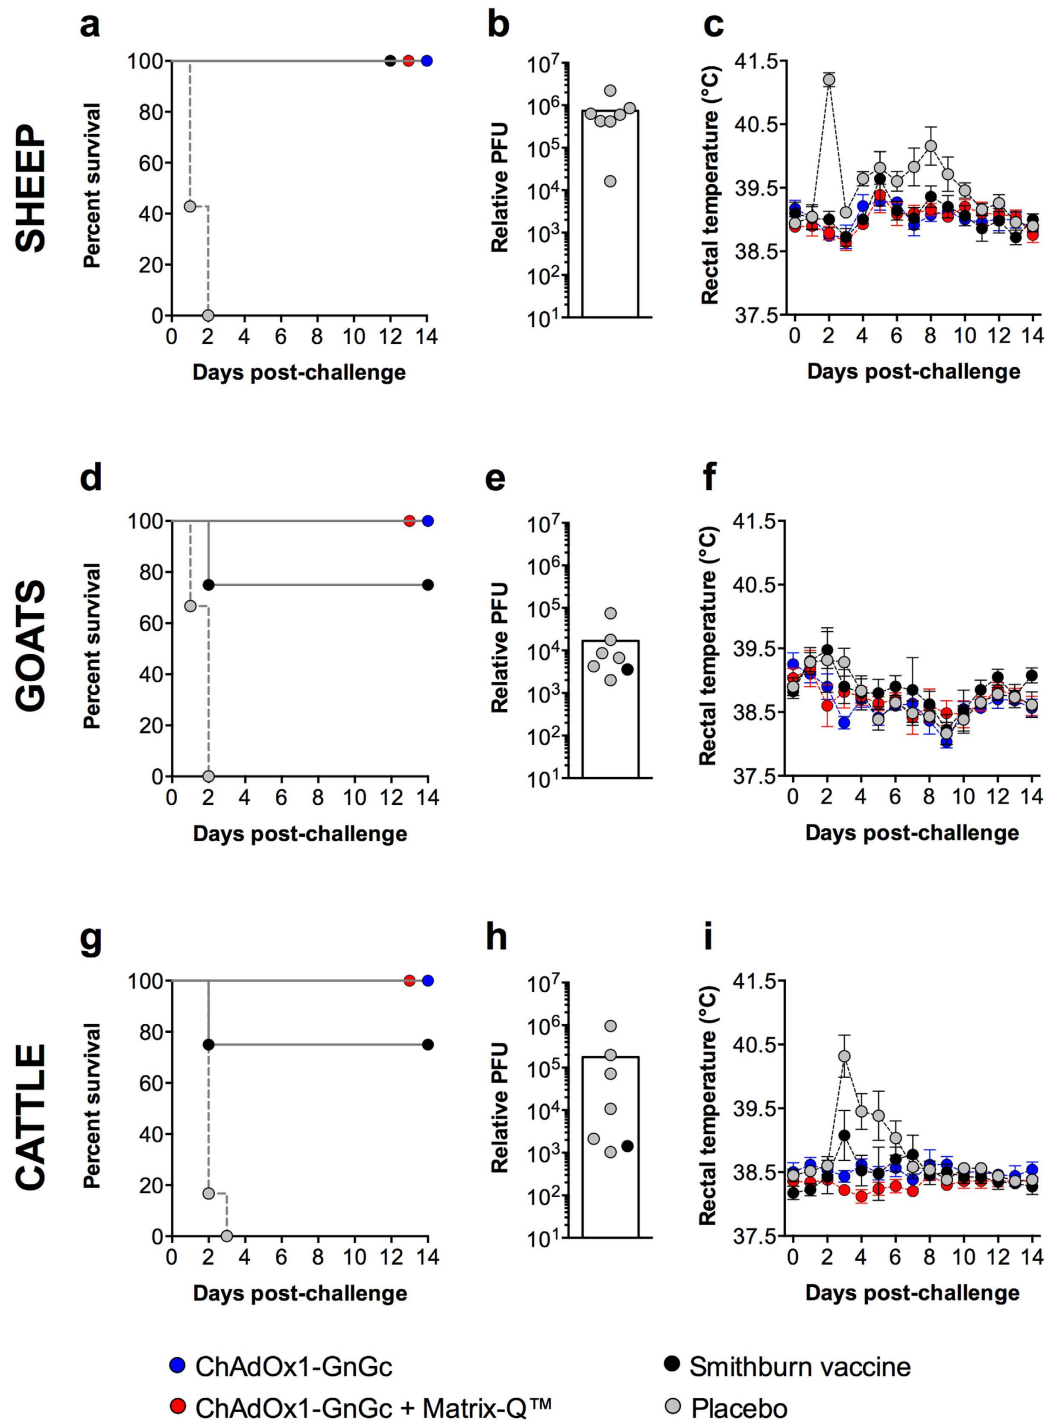 a
b
c
SHEEP
Percent survival
100
80
60
40
20
0
0 2 4 6 8 10 12 14
Days post-challenge
Relative PFU
10⁷
10⁶
10⁵
10⁴
10³
10²
10¹
Rectal temperature (°C)
41.5
40.5
39.5
38.5
37.5
0 2 4 6 8 10 12 14
Days post-challenge
d
e
f
GOATS
Percent survival
100
80
60
40
20
0
0 2 4 6 8 10 12 14
Days post-challenge
Relative PFU
10⁷
10⁶
10⁵
10⁴
10³
10²
10¹
Rectal temperature (°C)
41.5
40.5
39.5
38.5
37.5
0 2 4 6 8 10 12 14
Days post-challenge
g
h
i
CATTLE
Percent survival
100
80
60
40
20
0
0 2 4 6 8 10 12 14
Days post-challenge
Relative PFU
10⁷
10⁶
10⁵
10⁴
10³
10²
10¹
Rectal temperature (°C)
41.5
40.5
39.5
38.5
37.5
0 2 4 6 8 10 12 14
Days post-challenge
ChAdOx1-GnGc
Smithburn vaccine
ChAdOx1-GnGc + Matrix-Q™
Placebo